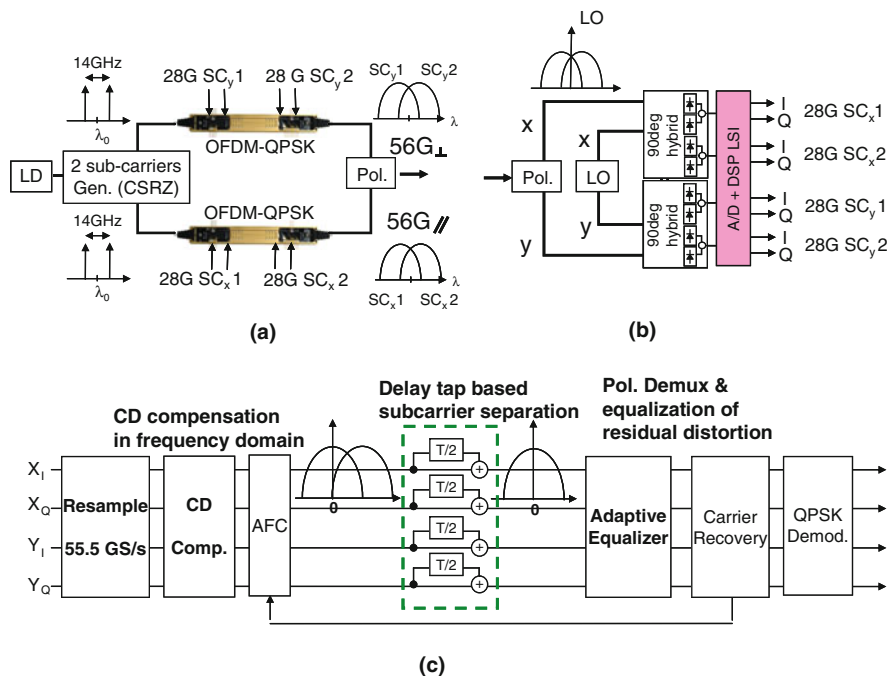 14GHz
λ₀
28G SCy1
28 G SCy2
OFDM-QPSK
SCy1 SCy2
λ
56G⊥
LD
2 sub-carriers
Gen. (CSRZ)
Pol.
14GHz
λ₀
OFDM-QPSK
28G SCx1
28G SCx2
56G //
λ
SCx1 SCx2
(a)
LO
x
x
Pol.
LO
y
y
90deg
hybrid
90deg
hybrid
A/D + DSP LSI
I
Q
28G SCx1
I
Q
28G SCx2
I
Q
28G SCy1
I
Q
28G SCy2
(b)
CD compensation
in frequency domain
Delay tap based
subcarrier separation
Pol. Demux &
equalization of
residual distortion
XI
XQ
YI
YQ
Resample
55.5 GS/s
CD
Comp.
AFC
0
T/2
+
T/2
+
T/2
+
T/2
+
0
Adaptive
Equalizer
Carrier
Recovery
QPSK
Demod.
(c)